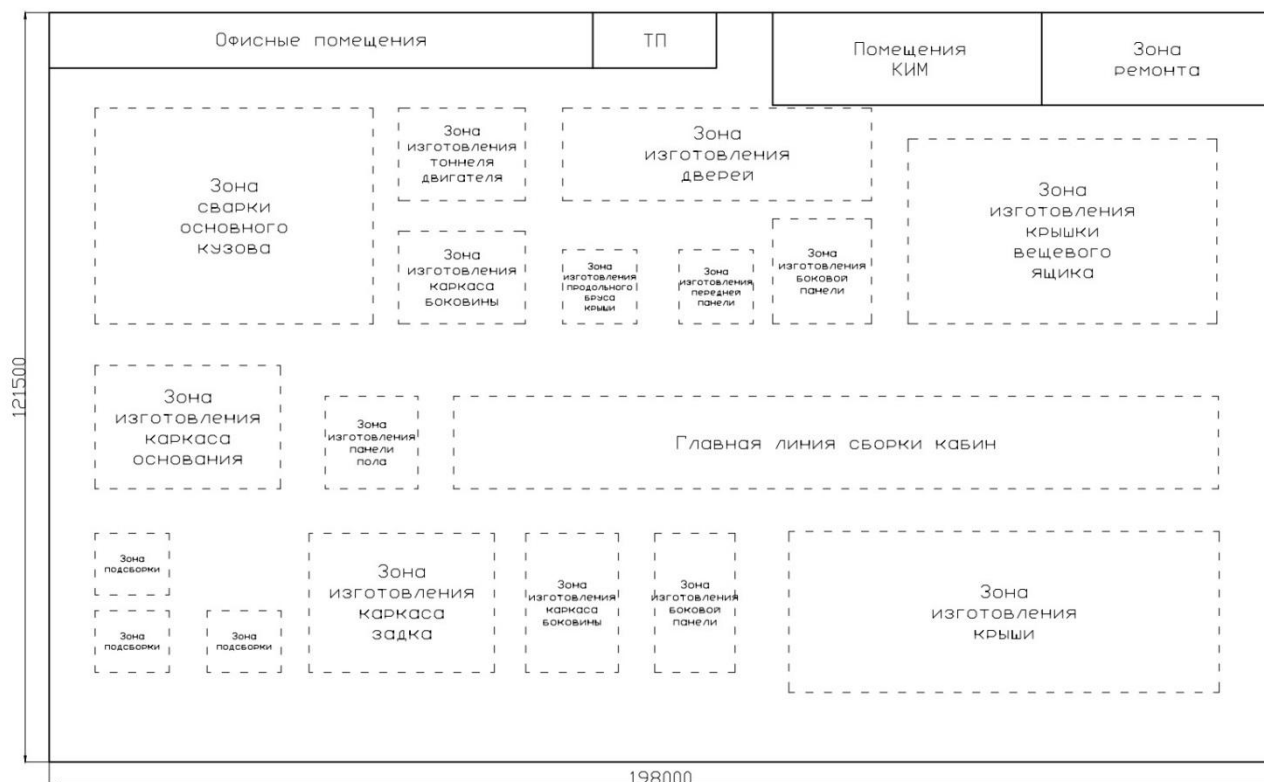 Офисные помещения
ТП
Помещения
КИМ
Зона
ремонта
Зона
сварки
основного
кузова
Зона
изготовления
тоннеля
двигателя
Зона
изготовления
дверей
Зона
изготовления
крышки
вещевого
ящика
Зона
изготовления
каркаса
боковины
Зона
изготовления
продольного
бруса
крыши
Зона
изготовления
передней
панели
Зона
изготовления
боковой
панели
121500
Зона
изготовления
каркаса
основания
Зона
изготовления
панели
пола
Главная линия сборки кабин
Зона
подсборки
Зона
подсборки
Зона
подсборки
Зона
изготовления
каркаса
задка
Зона
изготовления
каркаса
боковины
Зона
изготовления
боковой
панели
Зона
изготовления
крыши
198000